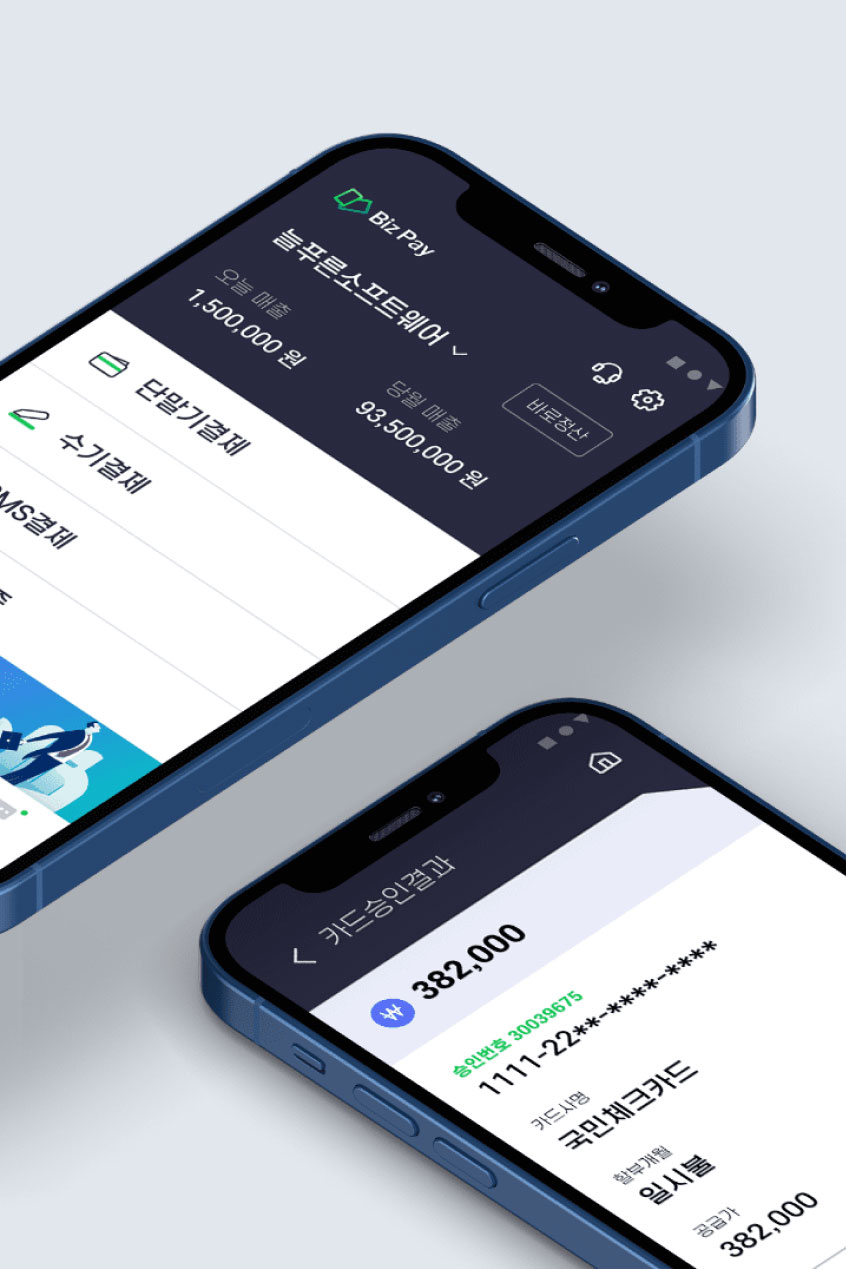 Biz Pay
늘푸른소프트웨어
오늘 매출
1,500,000 원
당월 매출
93,500,000 원
바로정산
단말기결제
수기결제
MS결제
카드승인결과
₩ 382,000
승인번호 30039675
1111-22**-****-****
카드사명
국민체크카드
할부개월
일시불
공급가
382,000